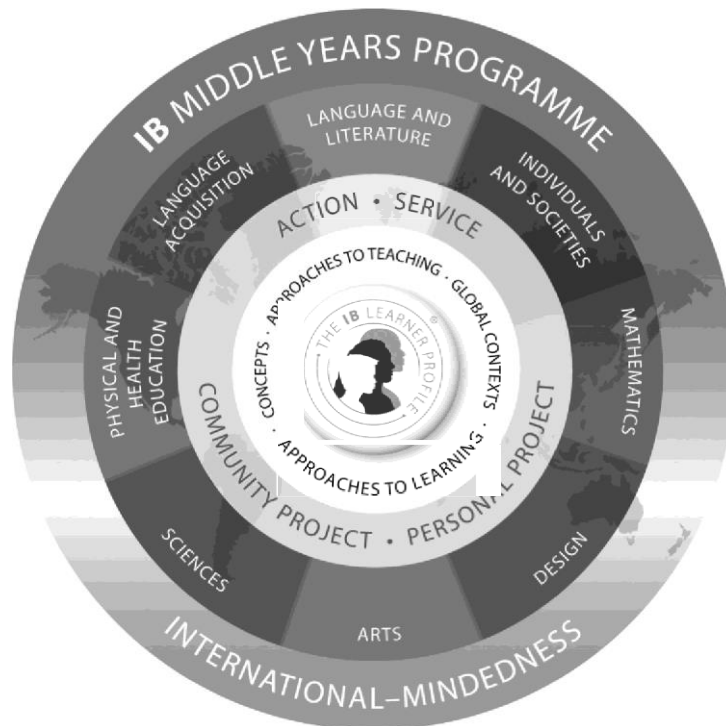 IB MIDDLE YEARS PROGRAMME
LANGUAGE AND
LITERATURE
INDIVIDUALS
AND SOCIETIES
MATHEMATICS
DESIGN
ARTS
SCIENCES
PHYSICAL AND
HEALTH
EDUCATION
LANGUAGE
ACQUISITION
ACTION • SERVICE
PERSONAL PROJECT
COMMUNITY PROJECT •
APPROACHES TO TEACHING · GLOBAL CONTEXTS ·
APPROACHES TO LEARNING
· CONCEPTS ·
THE IB LEARNER PROFILE
®
INTERNATIONAL–MINDEDNESS